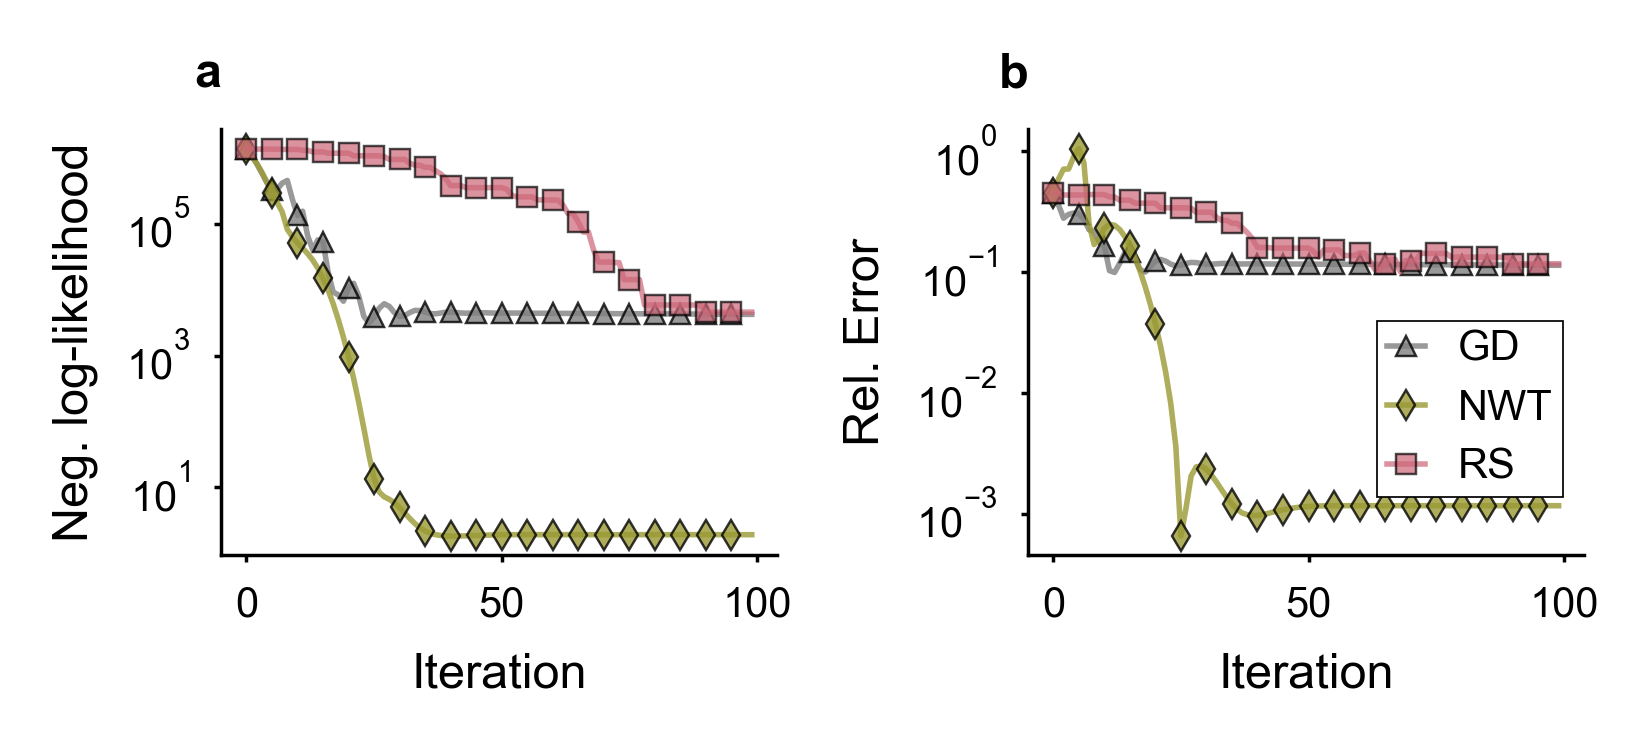 a
Neg. log-likelihood
10^5
10^3
10^1
0 50 100
Iteration
b
Rel. Error
10^0
10^−1
10^−2
10^−3
0 50 100
Iteration
GD
NWT
RS